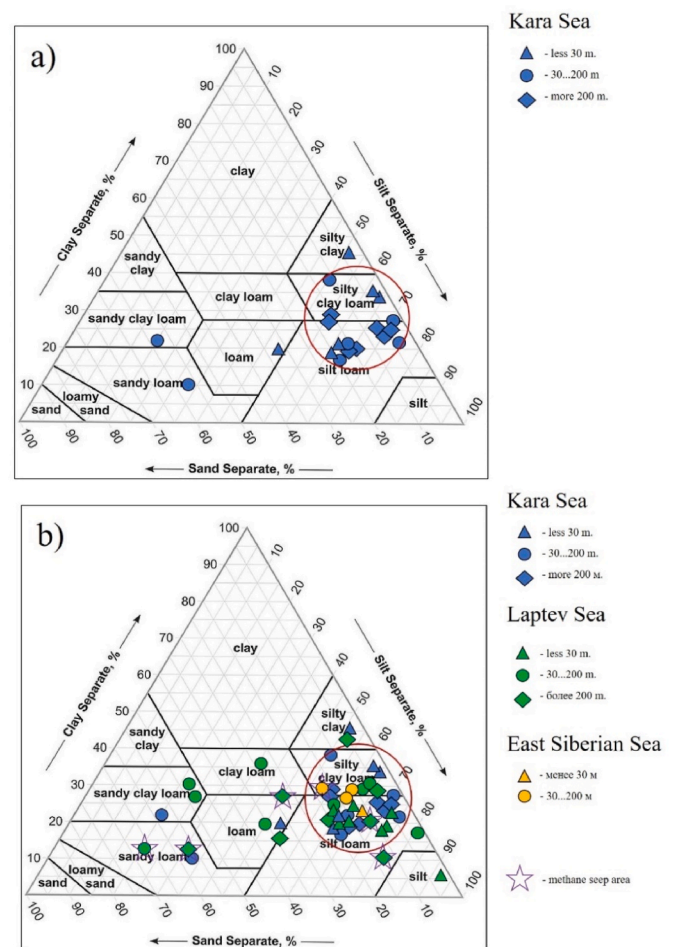 Kara Sea
- less 30 m.
- 30...200 m
- more 200 m.
a)
100
10
90
20
80
30
70
clay
40
60
50
50
silty
clay
60
sandy
clay
40
70
clay loam
silty
clay loam
30
sandy clay loam
80
20
loam
90
sandy loam
silt loam
10
loamy
sand
sand
silt
100
100
90
80
70
60
50
40
30
20
10
Clay Separate, %
Silt Separate, %
Sand Separate, %
Kara Sea
- less 30 m.
- 30...200 m.
- more 200 м.
Laptev Sea
- less 30 m.
- 30...200 m.
- более 200 m.
East Siberian Sea
- менее 30 м
- 30...200 м
- methane seep area
b)
100
10
90
20
80
30
70
clay
40
60
50
50
silty
clay
60
sandy
clay
40
70
clay loam
silty
clay loam
30
sandy clay loam
80
20
loam
90
sandy loam
silt loam
10
loamy
sand
sand
silt
100
100
90
80
70
60
50
40
30
20
10
Clay Separate, %
Silt Separate, %
Sand Separate, %